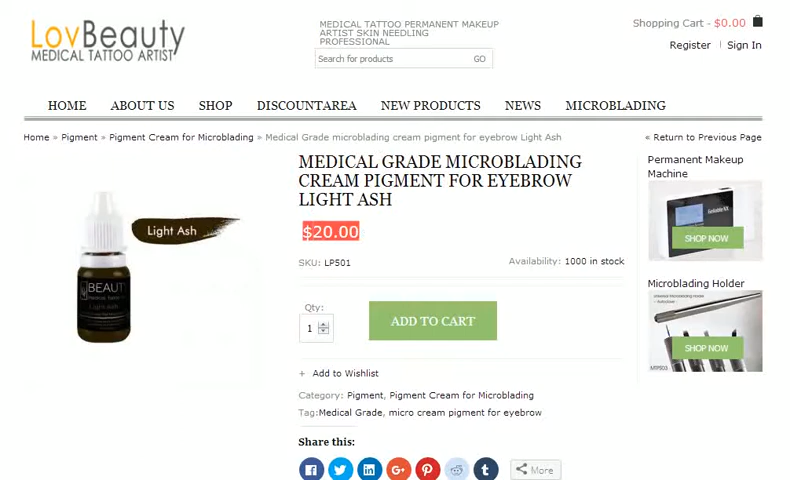 LovBeauty
MEDICAL TATTOO ARTIST
MEDICAL TATTOO PERMANENT MAKEUP
ARTIST SKIN NEEDLING
PROFESSIONAL
Search for products GO
Shopping Cart - $0.00
Register | Sign In
HOME ABOUT US SHOP DISCOUNTAREA NEW PRODUCTS NEWS MICROBLADING
Home » Pigment » Pigment Cream for Microblading » Medical Grade microblading cream pigment for eyebrow Light Ash
« Return to Previous Page
Light Ash
BEAUTY
Light Ash
MEDICAL GRADE MICROBLADING
CREAM PIGMENT FOR EYEBROW
LIGHT ASH
$20.00
SKU: LP501
Availability: 1000 in stock
Qty:
1
ADD TO CART
+ Add to Wishlist
Category: Pigment, Pigment Cream for Microblading
Tag:Medical Grade, micro cream pigment for eyebrow
Share this:
More
Permanent Makeup
Machine
SHOP NOW
Microblading Holder
SHOP NOW
MTPS03